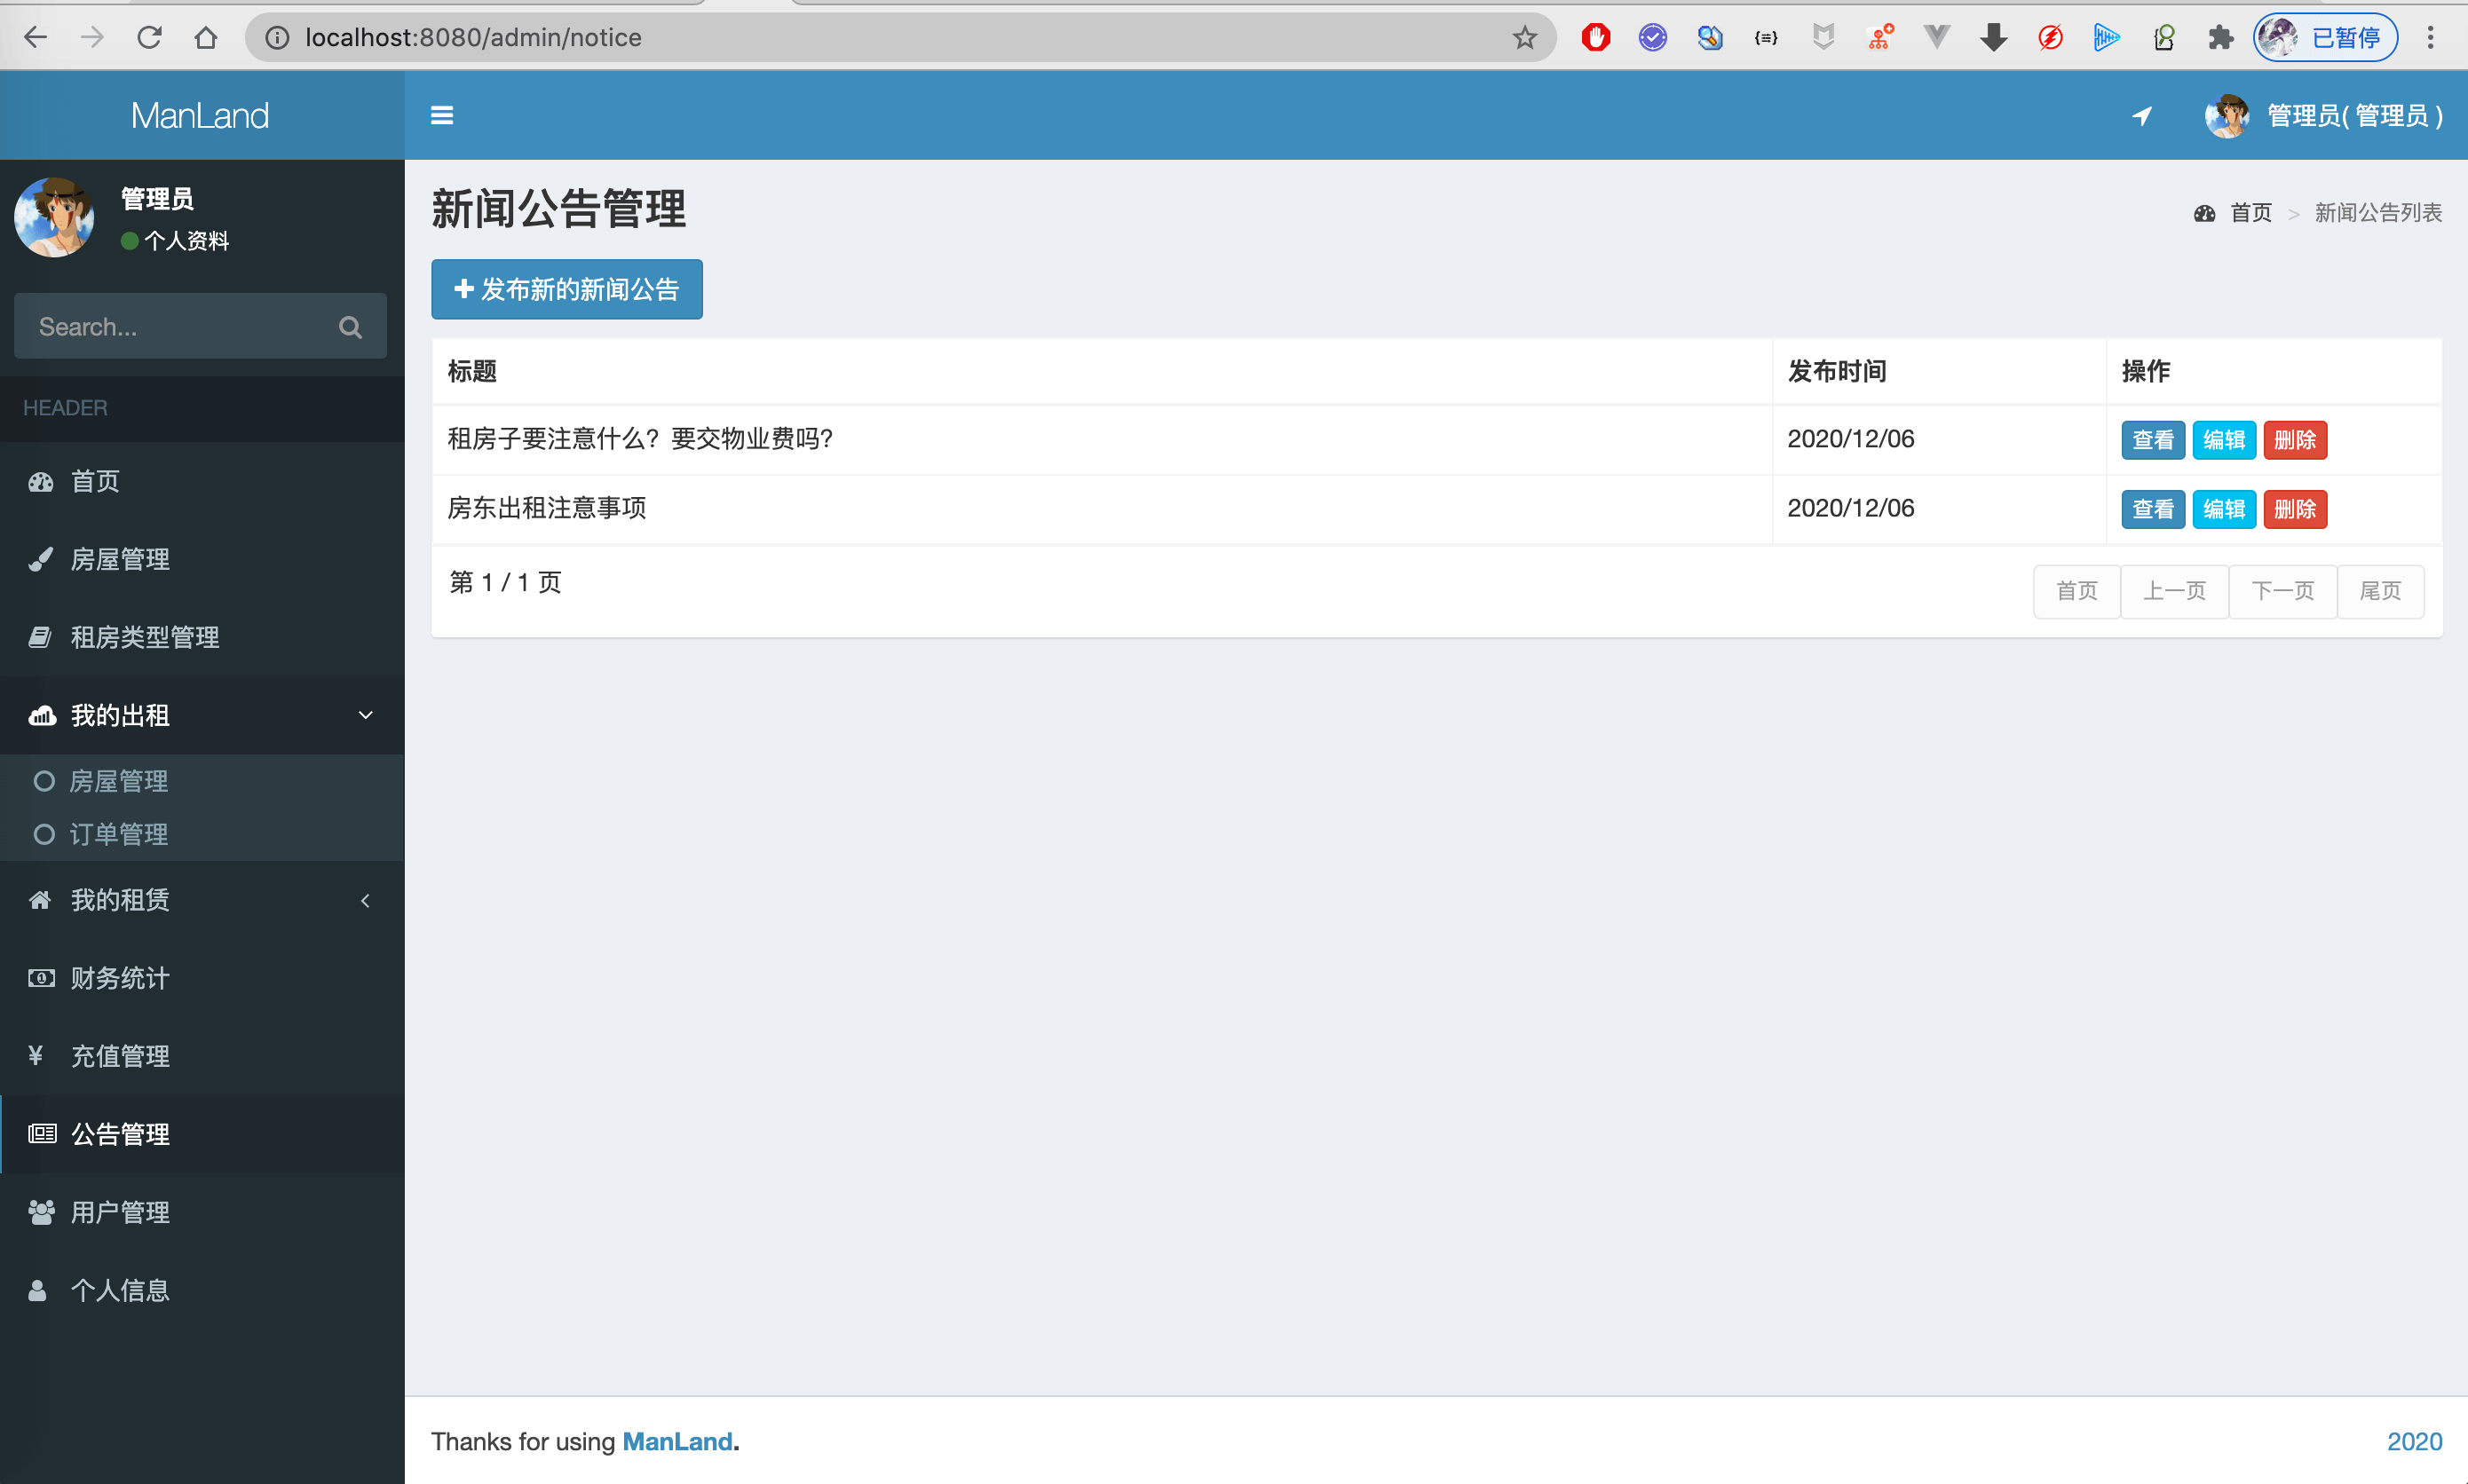 localhost:8080/admin/notice
已暂停
ManLand
管理员( 管理员 )
管理员
个人资料
Search...
HEADER
首页
房屋管理
租房类型管理
我的出租
房屋管理
订单管理
我的租赁
财务统计
¥ 充值管理
公告管理
用户管理
个人信息
新闻公告管理
首页 > 新闻公告列表
发布新的新闻公告
标题 发布时间 操作
租房子要注意什么？要交物业费吗? 2020/12/06 查看 编辑 删除
房东出租注意事项 2020/12/06 查看 编辑 删除
第 1 / 1 页 首页 上一页 下一页 尾页
Thanks for using ManLand. 2020